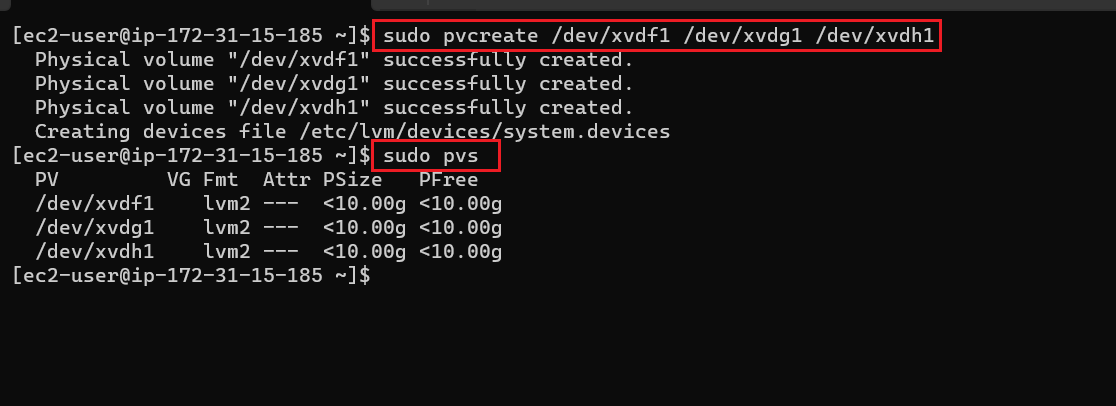 [ec2-user@ip-172-31-15-185 ~]$ sudo pvcreate /dev/xvdf1 /dev/xvdg1 /dev/xvdh1
  Physical volume "/dev/xvdf1" successfully created.
  Physical volume "/dev/xvdg1" successfully created.
  Physical volume "/dev/xvdh1" successfully created.
  Creating devices file /etc/lvm/devices/system.devices
[ec2-user@ip-172-31-15-185 ~]$ sudo pvs
  PV         VG Fmt  Attr PSize   PFree
  /dev/xvdf1    lvm2 ---  <10.00g <10.00g
  /dev/xvdg1    lvm2 ---  <10.00g <10.00g
  /dev/xvdh1    lvm2 ---  <10.00g <10.00g
[ec2-user@ip-172-31-15-185 ~]$